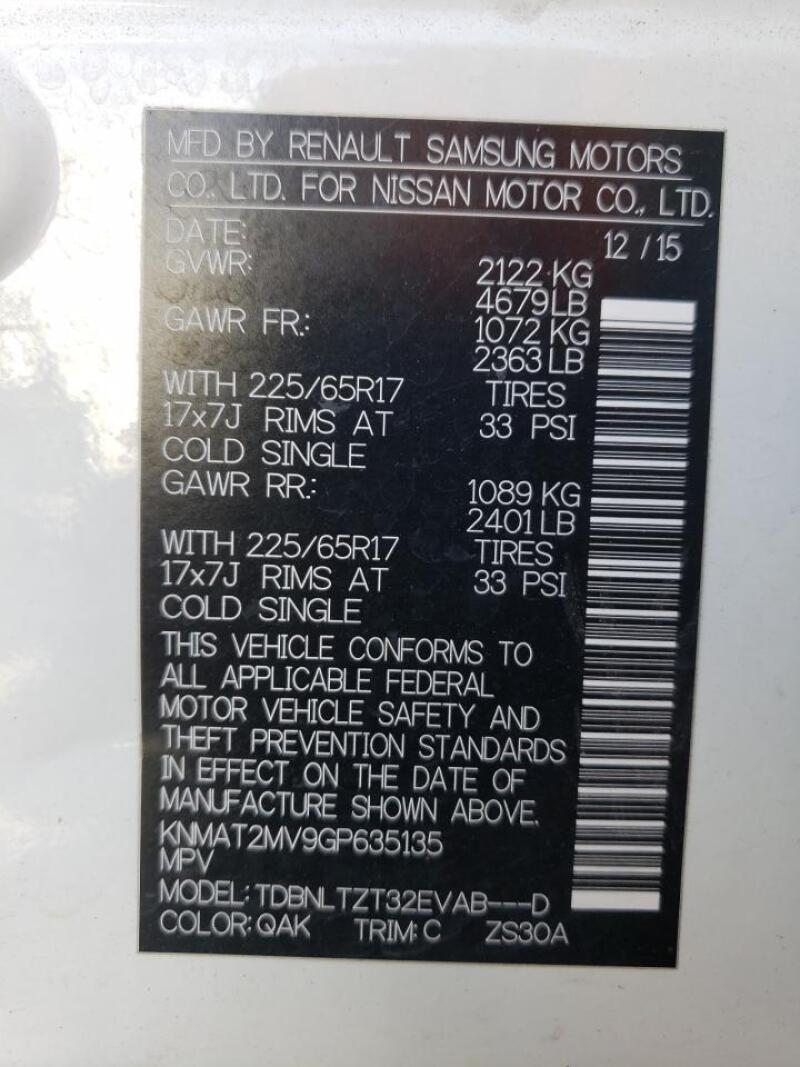 MFD BY RENAULT SAMSUNG MOTORS
CO. LTD. FOR NISSAN MOTOR CO., LTD.
DATE: 12 / 15
GVWR: 2122 KG
4679 LB
GAWR FR.: 1072 KG
2363 LB
WITH 225/65R17 TIRES
17x7J RIMS AT 33 PSI
COLD SINGLE
GAWR RR.: 1089 KG
2401 LB
WITH 225/65R17 TIRES
17x7J RIMS AT 33 PSI
COLD SINGLE
THIS VEHICLE CONFORMS TO
ALL APPLICABLE FEDERAL
MOTOR VEHICLE SAFETY AND
THEFT PREVENTION STANDARDS
IN EFFECT ON THE DATE OF
MANUFACTURE SHOWN ABOVE.
KNMAT2MV9GP635135
MPV
MODEL: TDBNLTZT32EVAB---D
COLOR: QAK TRIM: C ZS30A